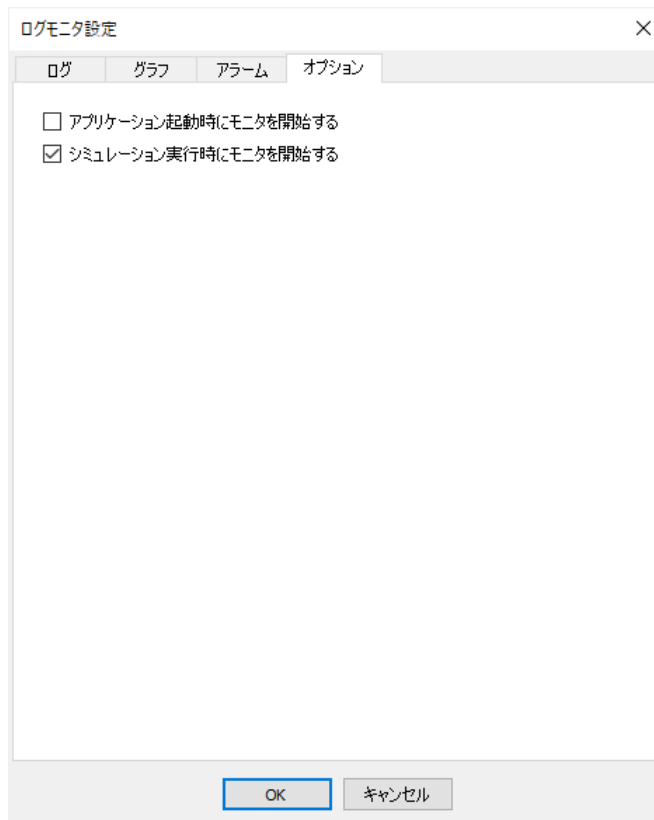 ログモニタ設定
ログ グラフ アラーム オプション
アプリケーション起動時にモニタを開始する
シミュレーション実行時にモニタを開始する
OK キャンセル